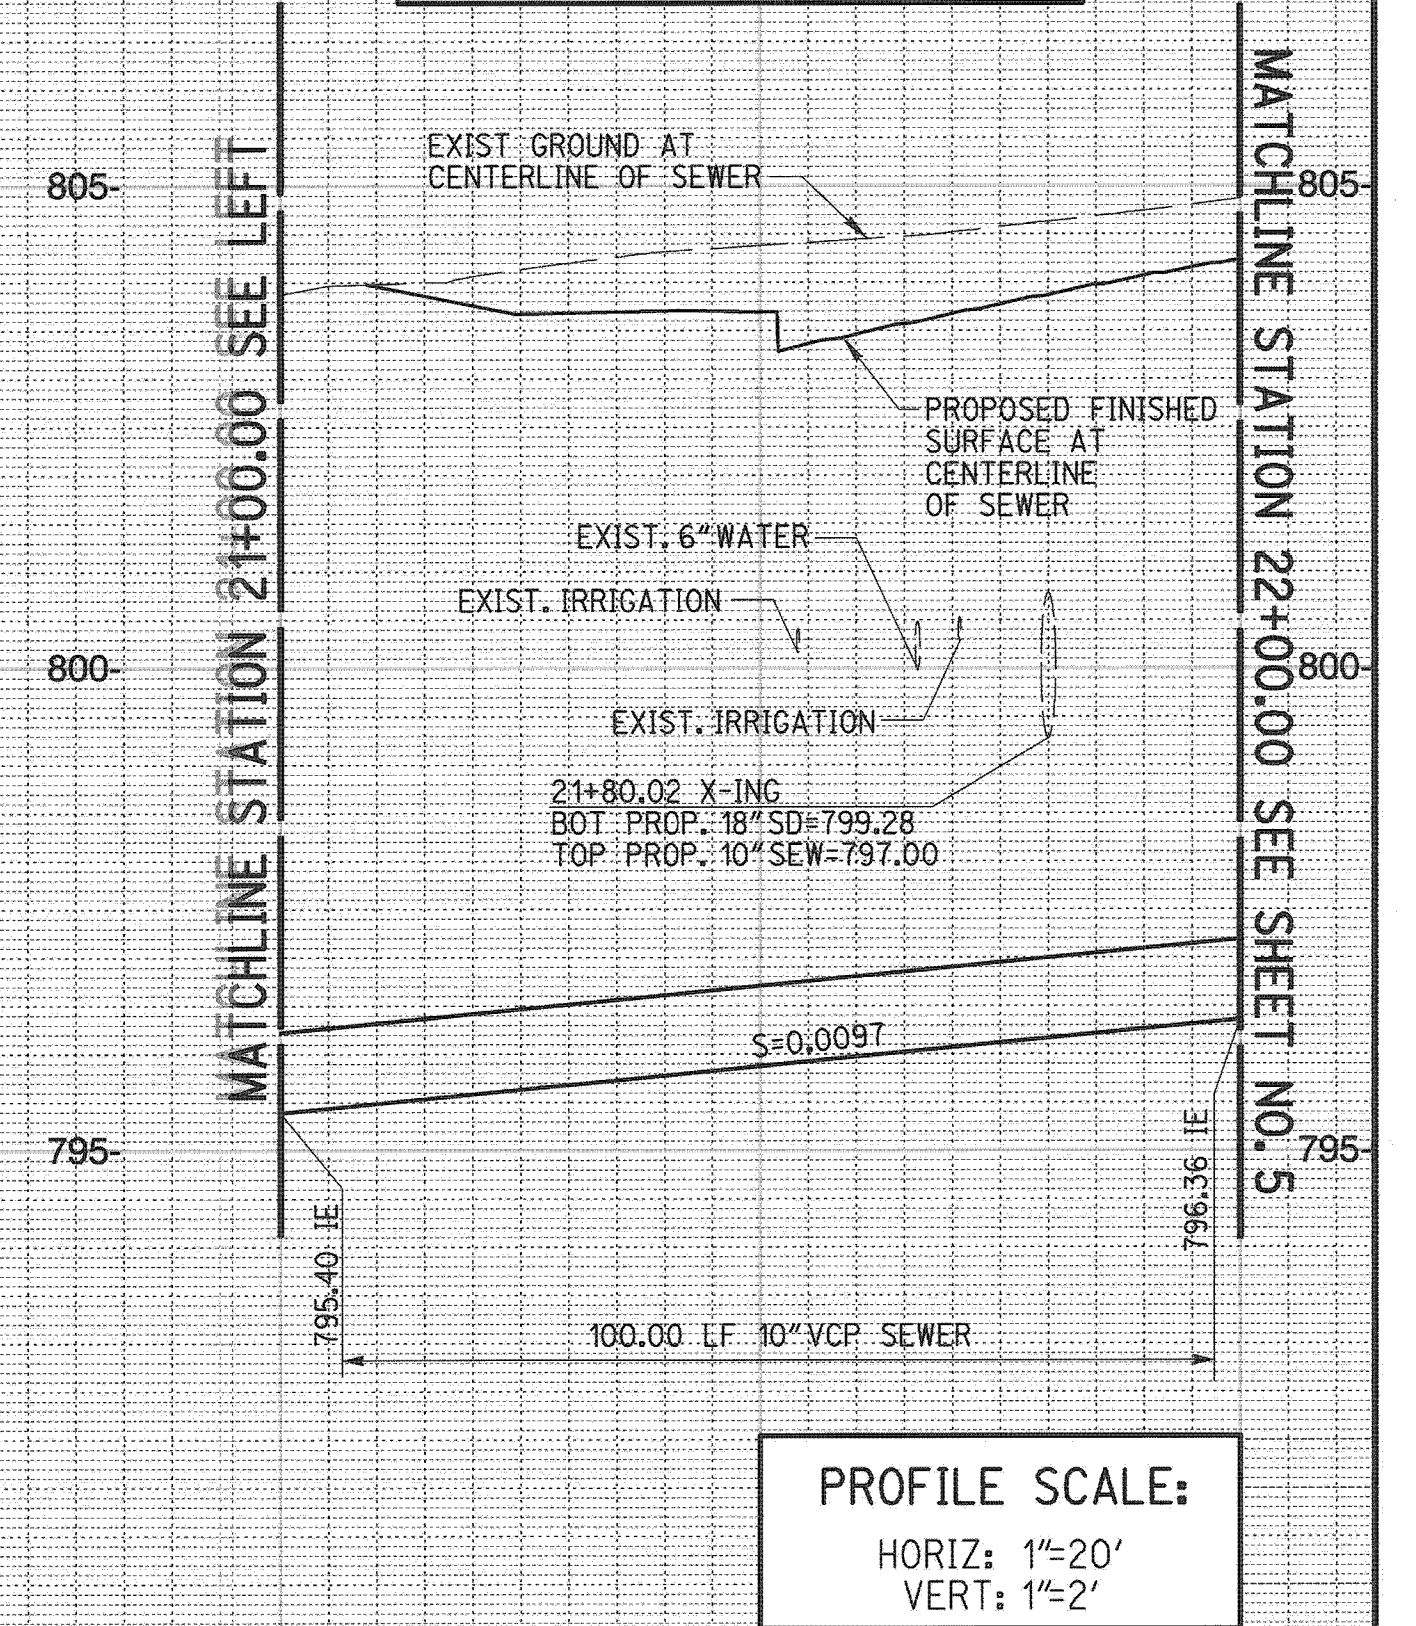 EXIST GROUND AT
CENTERLINE OF SEWER
805-
805-
MATCHLINE STATION 21+00.00 SEE LEFT
MATCHLINE STATION 22+00.00 SEE SHEET NO. 5
PROPOSED FINISHED
SURFACE AT
CENTERLINE
OF SEWER
EXIST. 6" WATER
EXIST. IRRIGATION
800-
800-
EXIST. IRRIGATION
21+80.02 X-ING
BOT PROP. 18" SD=799.28
TOP PROP. 10" SEW=797.00
S=0.0097
795-
795-
795.40 IE
796.36 IE
100.00 LF 10" VCP SEWER
PROFILE SCALE:
HORIZ: 1"=20'
VERT: 1"=2'